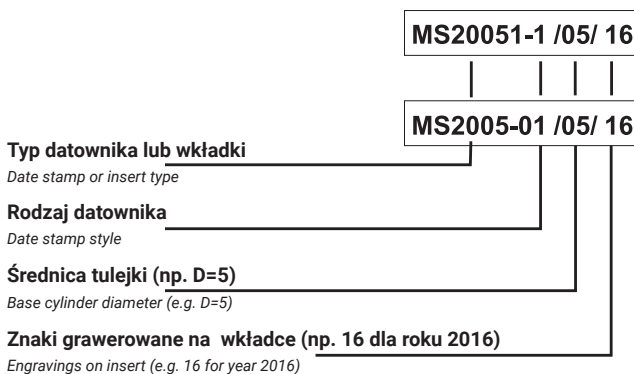 MS20051-1 /05/ 16
MS2005-01 /05/ 16
Typ datownika lub wkładki
Date stamp or insert type
Rodzaj datownika
Date stamp style
Średnica tulejki (np. D=5)
Base cylinder diameter (e.g. D=5)
Znaki grawerowane na wkładce (np. 16 dla roku 2016)
Engravings on insert (e.g. 16 for year 2016)